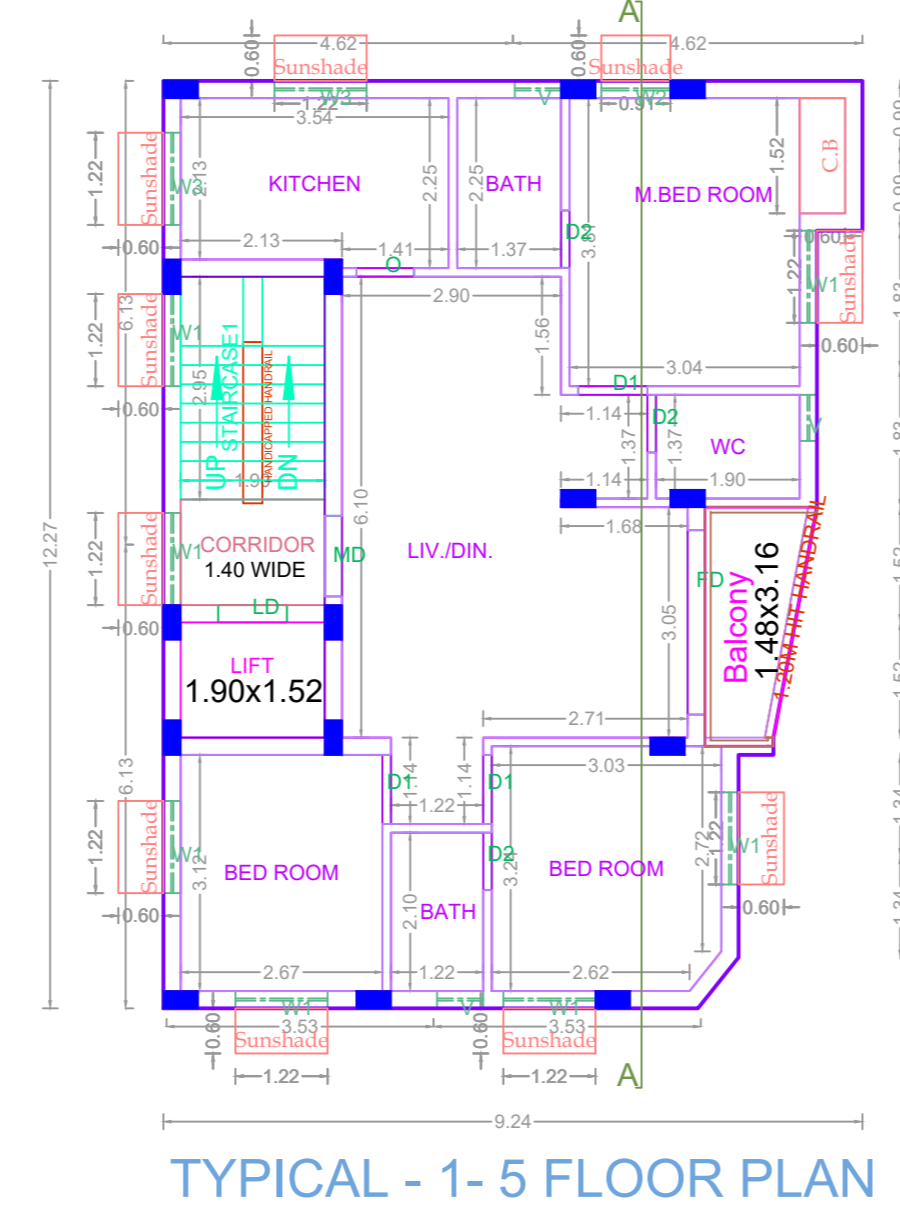 A
4.62
4.62
0.60
0.60
Sunshade
Sunshade
W3
V
W2
1.22
0.91
3.54
1.22
Sunshade
2.13
2.25
2.25
1.52
C.B
KITCHEN
BATH
M.BED ROOM
D2
0.60
2.13
1.41
1.37
0.60
O
1.22
W1
Sunshade
2.90
6.13
1.22
Sunshade
W1
STAIRCASE1
HANDICAPPED HANDRAIL
1.56
0.60
3.04
D1
2.95
0.60
1.14
D2
1.37
1.37
WC
V
UP
DN
1.14
1.90
6.10
1.68
12.27
1.22
Sunshade
W1
CORRIDOR
1.40 WIDE
MD
LIV./DIN.
FD
Balcony
1.48x3.16
1.20M HIT HANDRAIL
LD
0.60
3.05
LIFT
1.90x1.52
2.71
6.13
1.14
1.14
3.03
D1
D1
1.22
1.22
Sunshade
W1
3.12
D2
2.72
1.22
W1
Sunshade
BED ROOM
BED ROOM
0.60
2.10
BATH
0.60
2.67
1.22
2.62
W1
V
W1
0.60
3.53
0.60
3.53
Sunshade
Sunshade
1.22
1.22
A
9.24
TYPICAL - 1- 5 FLOOR PLAN